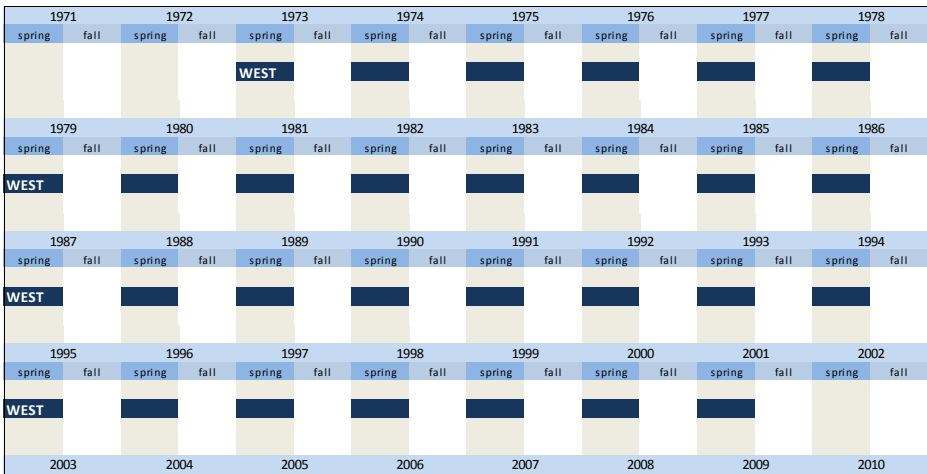 1971 1972 1973 1974 1975 1976 1977 1978
spring fall spring fall spring fall spring fall spring fall spring fall spring fall spring fall
WEST
1979 1980 1981 1982 1983 1984 1985 1986
spring fall spring fall spring fall spring fall spring fall spring fall spring fall spring fall
WEST
1987 1988 1989 1990 1991 1992 1993 1994
spring fall spring fall spring fall spring fall spring fall spring fall spring fall spring fall
WEST
1995 1996 1997 1998 1999 2000 2001 2002
spring fall spring fall spring fall spring fall spring fall spring fall spring fall spring fall
WEST
2003 2004 2005 2006 2007 2008 2009 2010